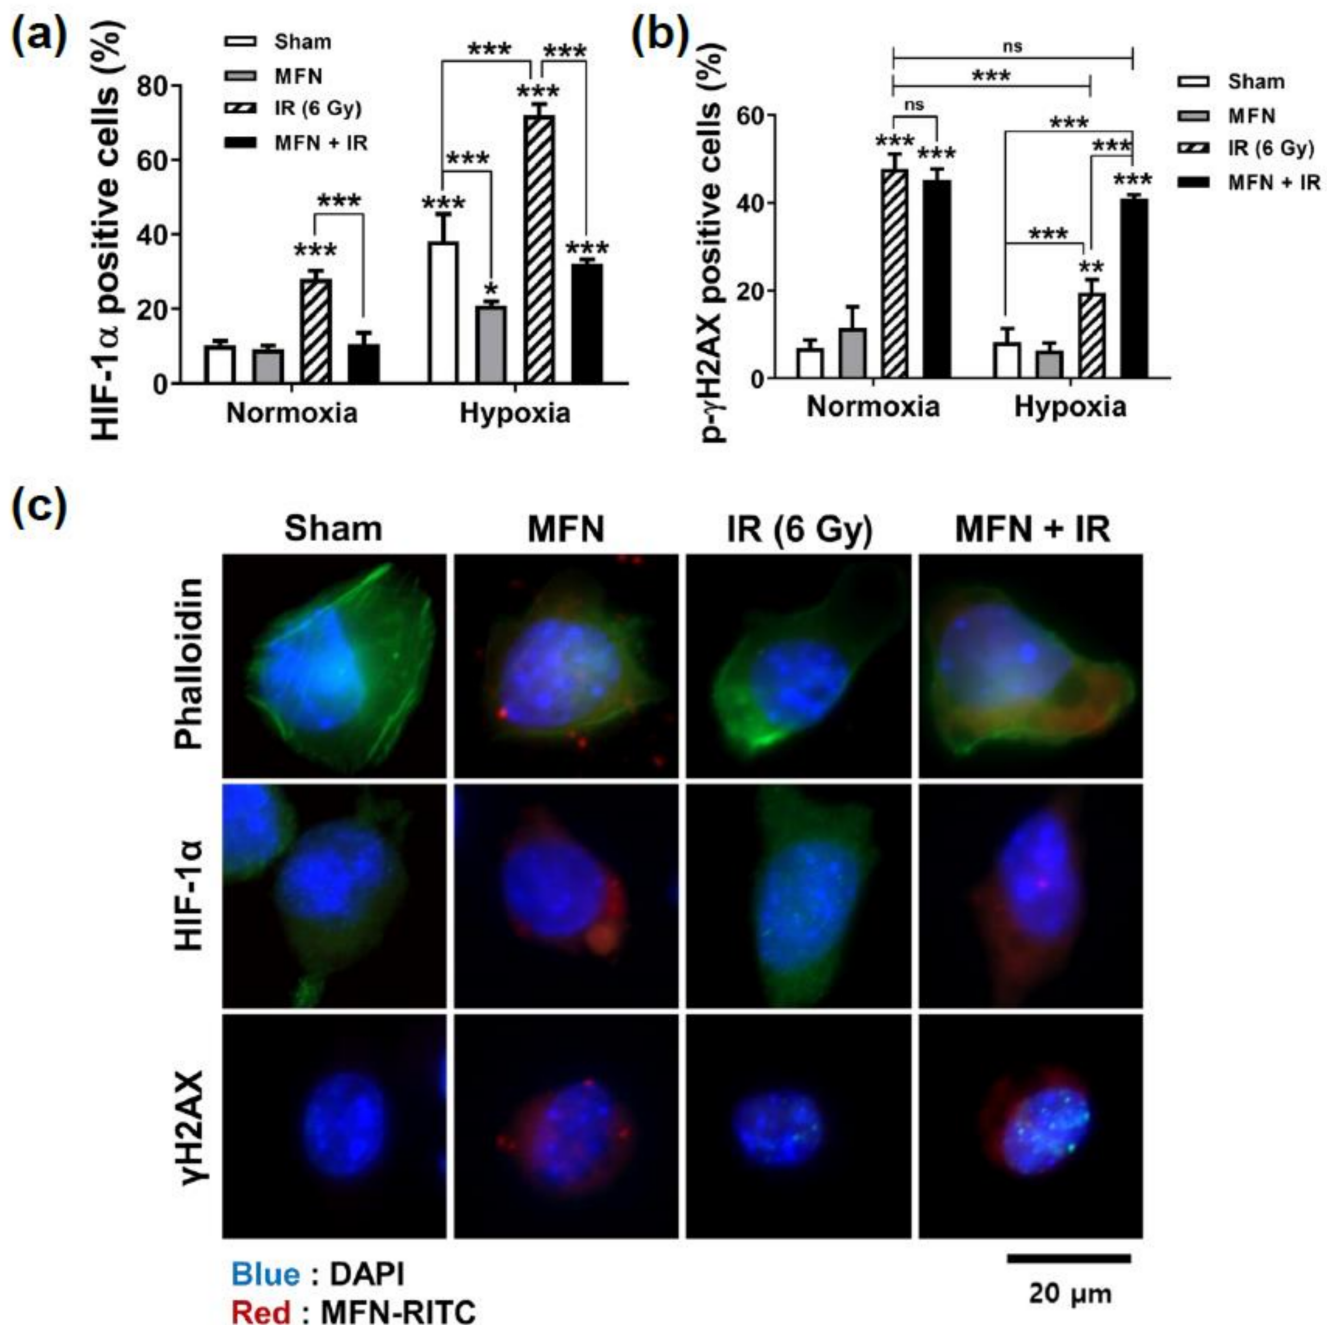 (a)
HIF-1α positive cells (%)
Sham
MFN
IR (6 Gy)
MFN + IR
80
60
40
20
0
***
***
***
***
***
*
***
***
***
***
Normoxia
Hypoxia
(b)
p-γH2AX positive cells (%)
Sham
MFN
IR (6 Gy)
MFN + IR
60
40
20
0
ns
***
ns
***
***
***
***
***
***
**
Normoxia
Hypoxia
(c)
Sham
MFN
IR (6 Gy)
MFN + IR
Phalloidin
HIF-1α
γH2AX
Blue : DAPI
Red : MFN-RITC
20 μm